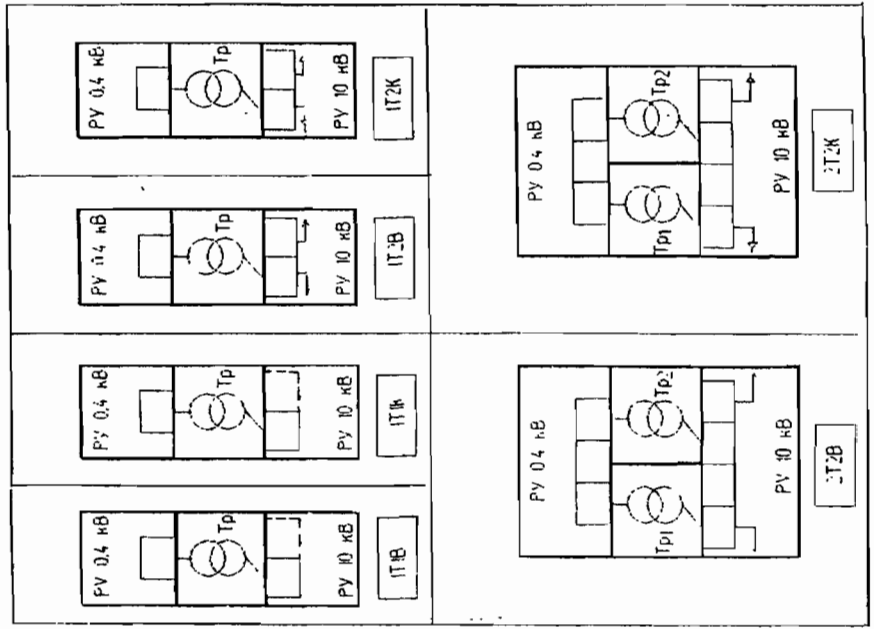 РУ 0,4 кВ
Тр
РУ 10 кВ
1Т1В
РУ 0,4 кВ
Тр
РУ 10 кВ
1Т1К
РУ 0,4 кВ
Тр
РУ 10 кВ
1Т2В
РУ 0,4 кВ
Тр
РУ 10 кВ
1Т2К
РУ 0.4 кВ
Тр1
Тр2
РУ 10 кВ
2Т2В
РУ 0.4 кВ
Тр1
Тр2
РУ 10 кВ
2Т2К